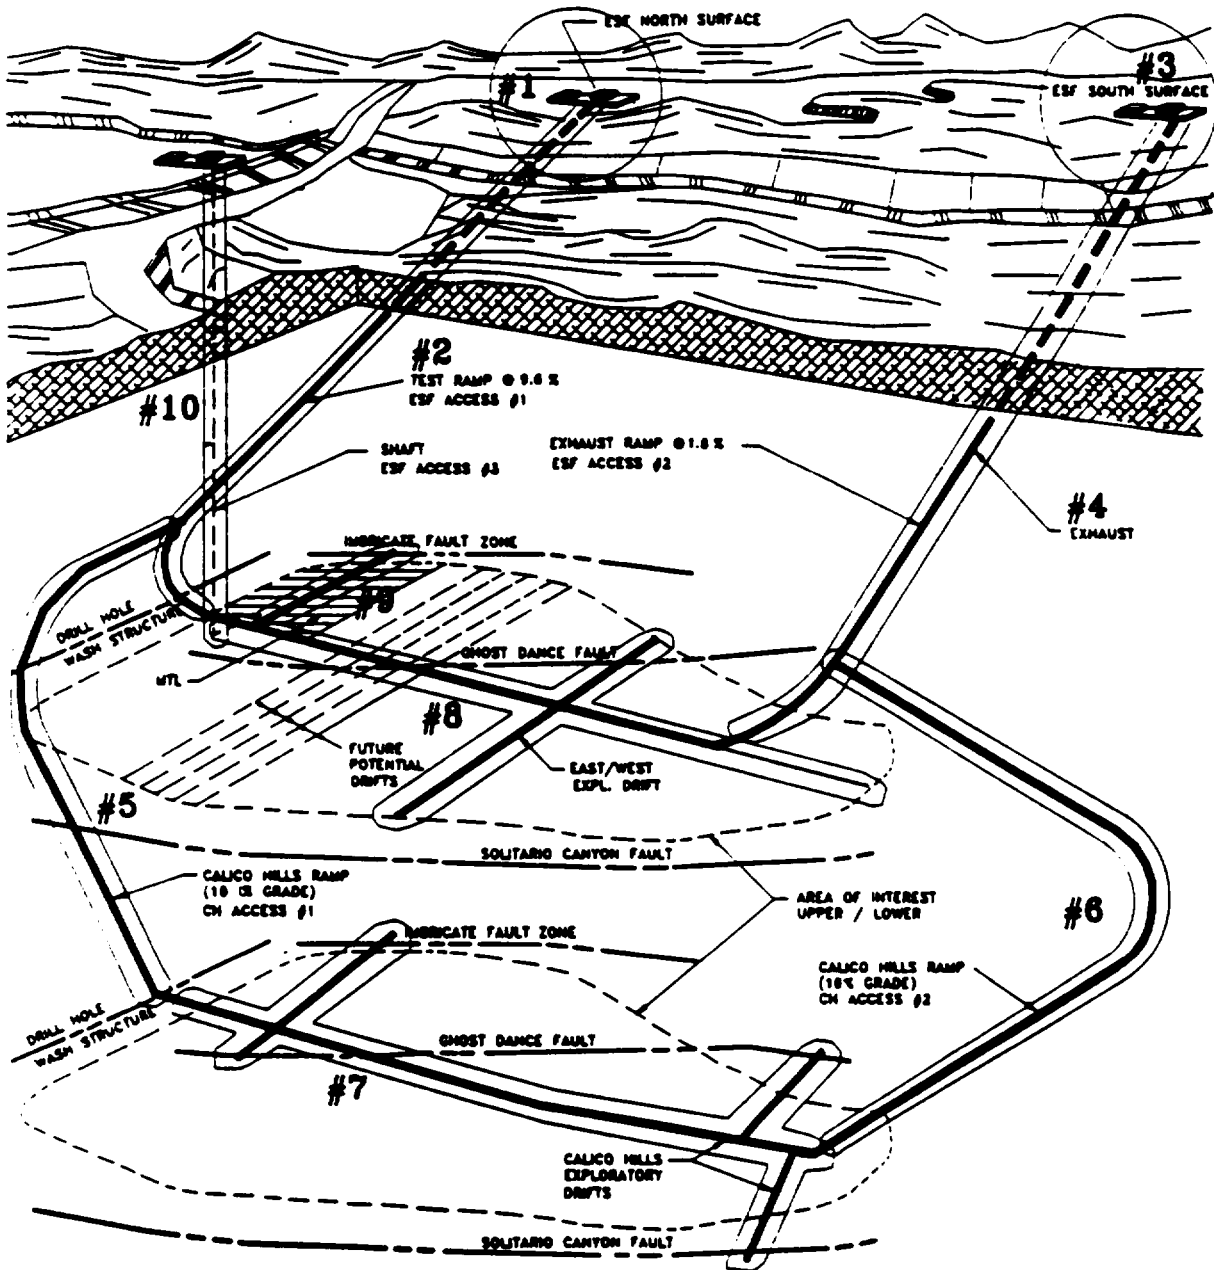 ESF NORTH SURFACE
#1
#3
ESF SOUTH SURFACE
#2
TEST RAMP @ 9.6 %
ESF ACCESS #1
#10
SHAFT
ESF ACCESS #3
EXHAUST RAMP @ 1.6 %
ESF ACCESS #2
#4
EXHAUST
IMBRICATE FAULT ZONE
#9
DRILL HOLE
WASH STRUCTURE
GHOST DANCE FAULT
MTL
#8
FUTURE
POTENTIAL
DRIFTS
EAST/WEST
EXPL. DRIFT
#5
SOLITARIO CANYON FAULT
CALICO HILLS RAMP
GRADE)
CH ACCESS #1
AREA OF INTEREST
UPPER / LOWER
#6
IMBRICATE FAULT ZONE
CALICO HILLS RAMP
GRADE)
CH ACCESS #2
DRILL HOLE
WASH STRUCTURE
GHOST DANCE FAULT
#7
CALICO HILLS
EXPLORATORY
DRIFTS
SOLITARIO CANYON FAULT